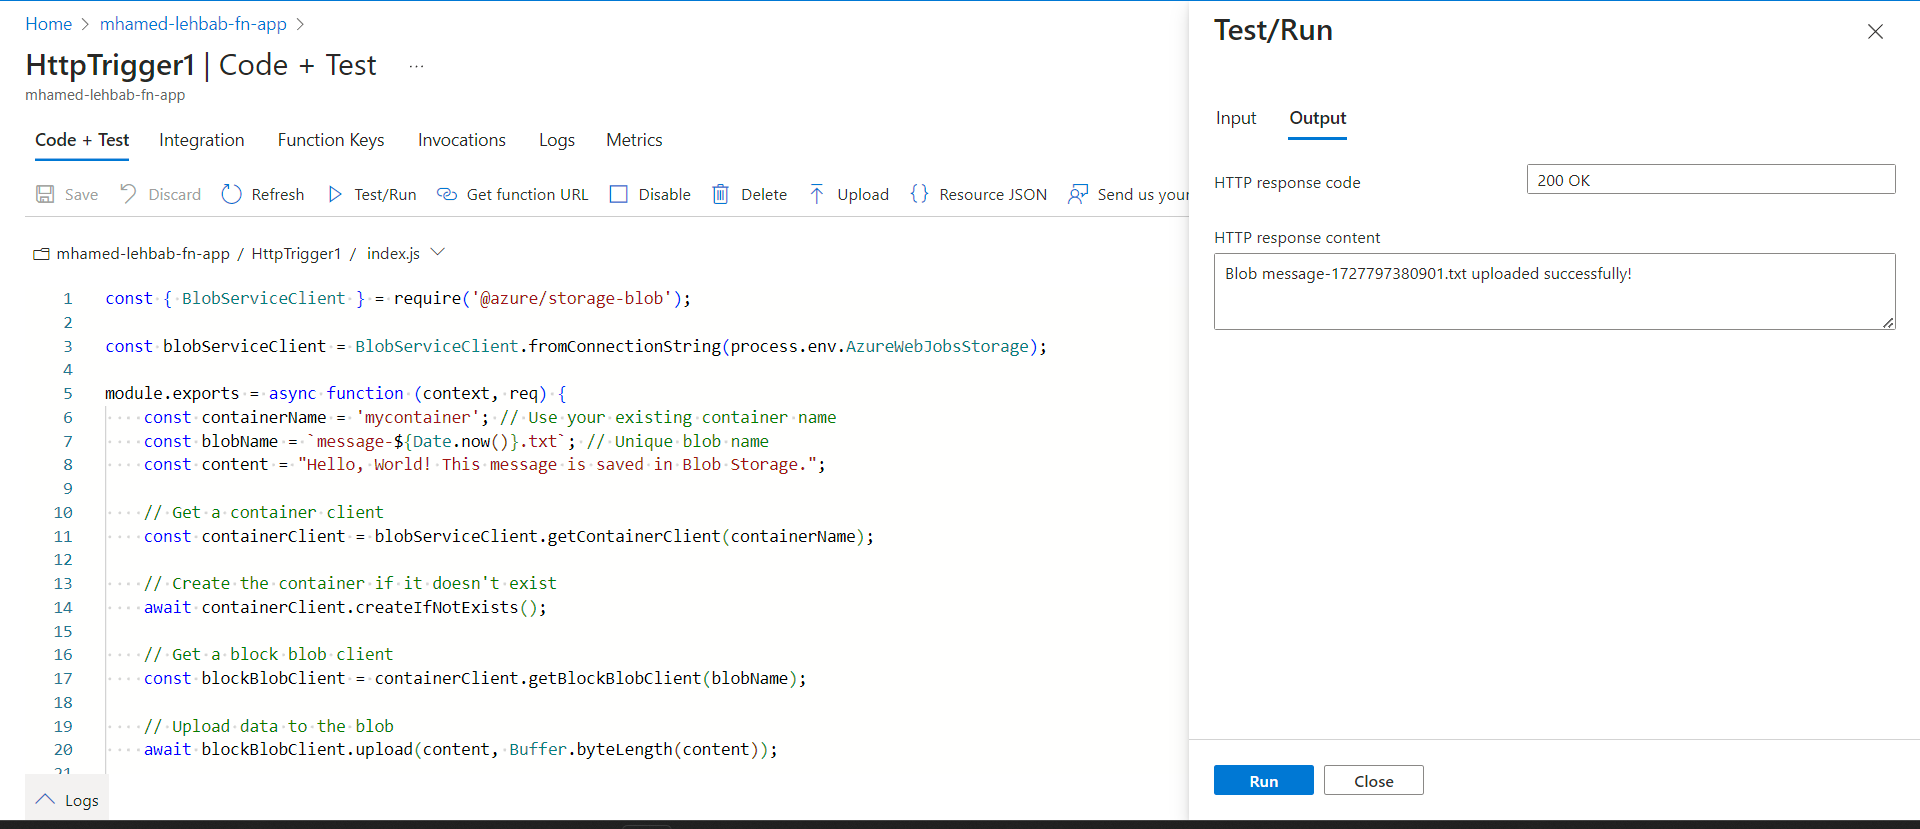 Home > mhamed-lehbab-fn-app >
HttpTrigger1 | Code + Test ...
mhamed-lehbab-fn-app
Code + Test Integration Function Keys Invocations Logs Metrics
Save Discard Refresh Test/Run Get function URL Disable Delete Upload {} Resource JSON Send us your
mhamed-lehbab-fn-app / HttpTrigger1 / index.js
1 const { BlobServiceClient } = require('@azure/storage-blob');
2
3 const blobServiceClient = BlobServiceClient.fromConnectionString(process.env.AzureWebJobsStorage);
4
5 module.exports = async function (context, req) {
6 const containerName = 'mycontainer'; // Use your existing container name
7 const blobName = `message-${Date.now()}.txt`; // Unique blob name
8 const content = "Hello, World! This message is saved in Blob Storage.";
9
10 // Get a container client
11 const containerClient = blobServiceClient.getContainerClient(containerName);
12
13 // Create the container if it doesn't exist
14 await containerClient.createIfNotExists();
15
16 // Get a block blob client
17 const blockBlobClient = containerClient.getBlockBlobClient(blobName);
18
19 // Upload data to the blob
20 await blockBlobClient.upload(content, Buffer.byteLength(content));
21
Logs
Test/Run
Input Output
HTTP response code 200 OK
HTTP response content
Blob message-1727797380901.txt uploaded successfully!
Run Close